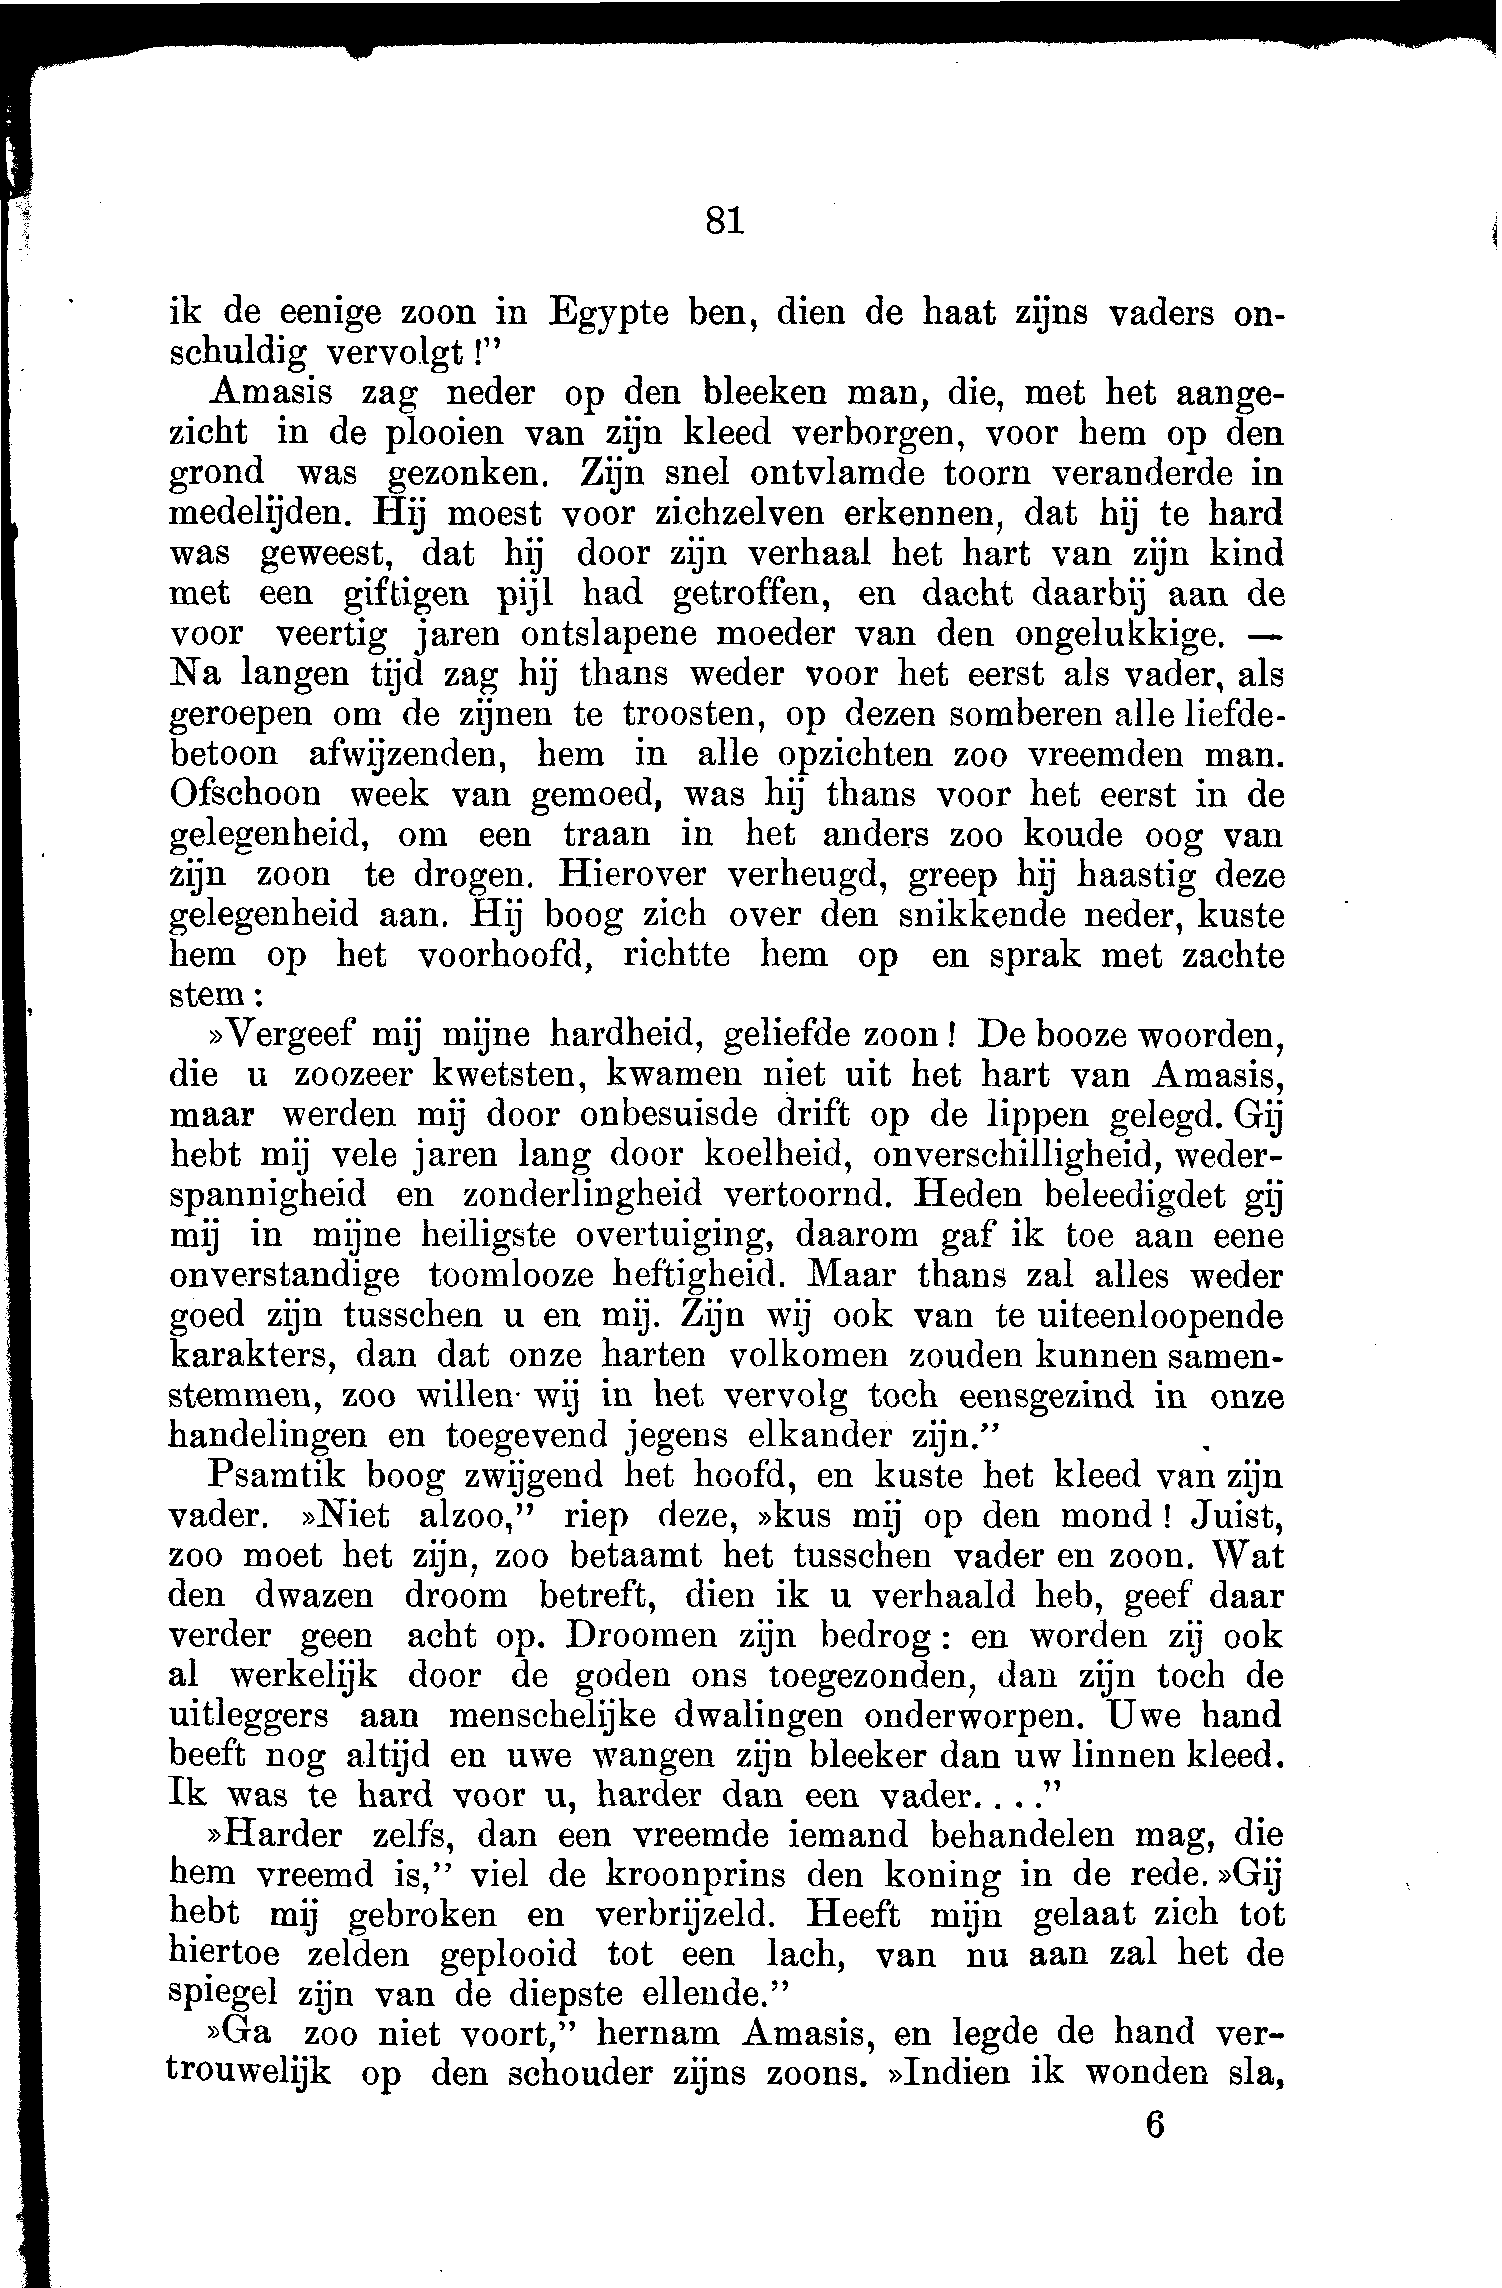 81
ik de eenige zoon in Egypte ben, dien de haat zijns vaders on-
schuldig vervolgt!”
Amasis zag neder op den bleeken man, die, met het aange-
zicht in de plooien van zijn kleed verborgen, voor hem op den
grond was gezonken. Zijn snel ontvlamde toorn veranderde in
medelijden. Hij moest voor zichzelven erkennen, dat hij te hard
was geweest, dat hij door zijn verhaal het hart van zijn kind
met een giftigen pijl had getroffen, en dacht daarbij aan de
voor veertig jaren ontslapene moeder van den ongelukkige. —
Na langen tijd zag hij thans weder voor het eerst als vader, als
geroepen om de zijnen te troosten, op dezen somberen alle liefde-
betoon afwijzenden, hem in alle opzichten zoo vreemden man.
Ofschoon week van gemoed, was hij thans voor het eerst in de
gelegenheid, om een traan in het anders zoo koude oog van
zijn zoon te drogen. Hierover verheugd, greep hij haastig deze
gelegenheid aan. Hij boog zich over den snikkende neder, kuste
hem op het voorhoofd, richtte hem op en sprak met zachte
stem:
»Vergeef mij mijne hardheid, geliefde zoon! De booze woorden,
die u zoozeer kwetsten, kwamen niet uit het hart van Amasis,
maar werden mij door onbesuisde drift op de lippen gelegd. Gij
hebt mij vele jaren lang door koelheid, onverschilligheid, weder-
spannigheid en zonderlingheid vertoornd. Heden beleedigdet gij
mij in mijne heiligste overtuiging, daarom gaf ik toe aan eene
onverstandige toomlooze heftigheid. Maar thans zal alles weder
goed zijn tusschen u en mij. Zijn wij ook van te uiteenloopende
karakters, dan dat onze harten volkomen zouden kunnen samen-
stemmen, zoo willen wij in het vervolg toch eensgezind in onze
handelingen en toegevend jegens elkander zijn.”
Psamtik boog zwijgend het hoofd, en kuste het kleed van zijn
vader. »Niet alzoo,” riep deze, »kus mij op den mond! Juist,
zoo moet het zijn, zoo betaamt het tusschen vader en zoon. Wat
den dwazen droom betreft, dien ik u verhaald heb, geef daar
verder geen acht op. Droomen zijn bedrog: en worden zij ook
al werkelijk door de goden ons toegezonden, dan zijn toch de
uitleggers aan menschelijke dwalingen onderworpen. Uwe hand
beeft nog altijd en uwe wangen zijn bleeker dan uw linnen kleed.
Ik was te hard voor u, harder dan een vader. . . .”
»Harder zelfs, dan een vreemde iemand behandelen mag, die
hem vreemd is,” viel de kroonprins den koning in de rede. »Gij
hebt mij gebroken en verbrijzeld. Heeft mijn gelaat zich tot
hiertoe zelden geplooid tot een lach, van nu aan zal het de
spiegel zijn van de diepste ellende.”
»Ga zoo niet voort,” hernam Amasis, en legde de hand ver-
trouwelijk op den schouder zijns zoons. »Indien ik wonden sla,
6